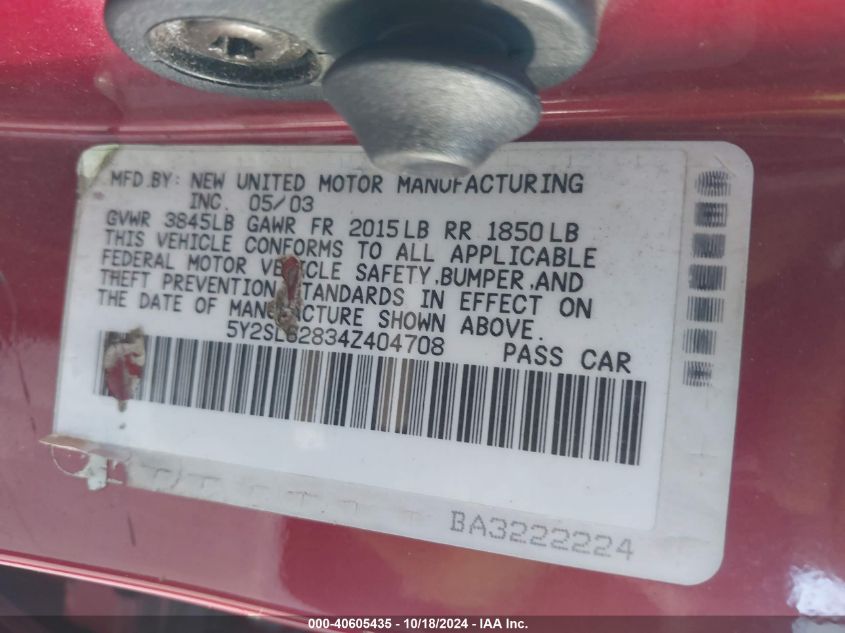 MFD.BY: NEW UNITED MOTOR MANUFACTURING
INC. 05/03
GVWR 3845LB GAWR FR 2015LB RR 1850LB
THIS VEHICLE CONFORMS TO ALL APPLICABLE
FEDERAL MOTOR VEHICLE SAFETY,BUMPER,AND
THEFT PREVENTION STANDARDS IN EFFECT ON
THE DATE OF MANUFACTURE SHOWN ABOVE.
5Y2SL62834Z404708 PASS CAR
BA3222224
000-40605435 - 10/18/2024 - IAA Inc.